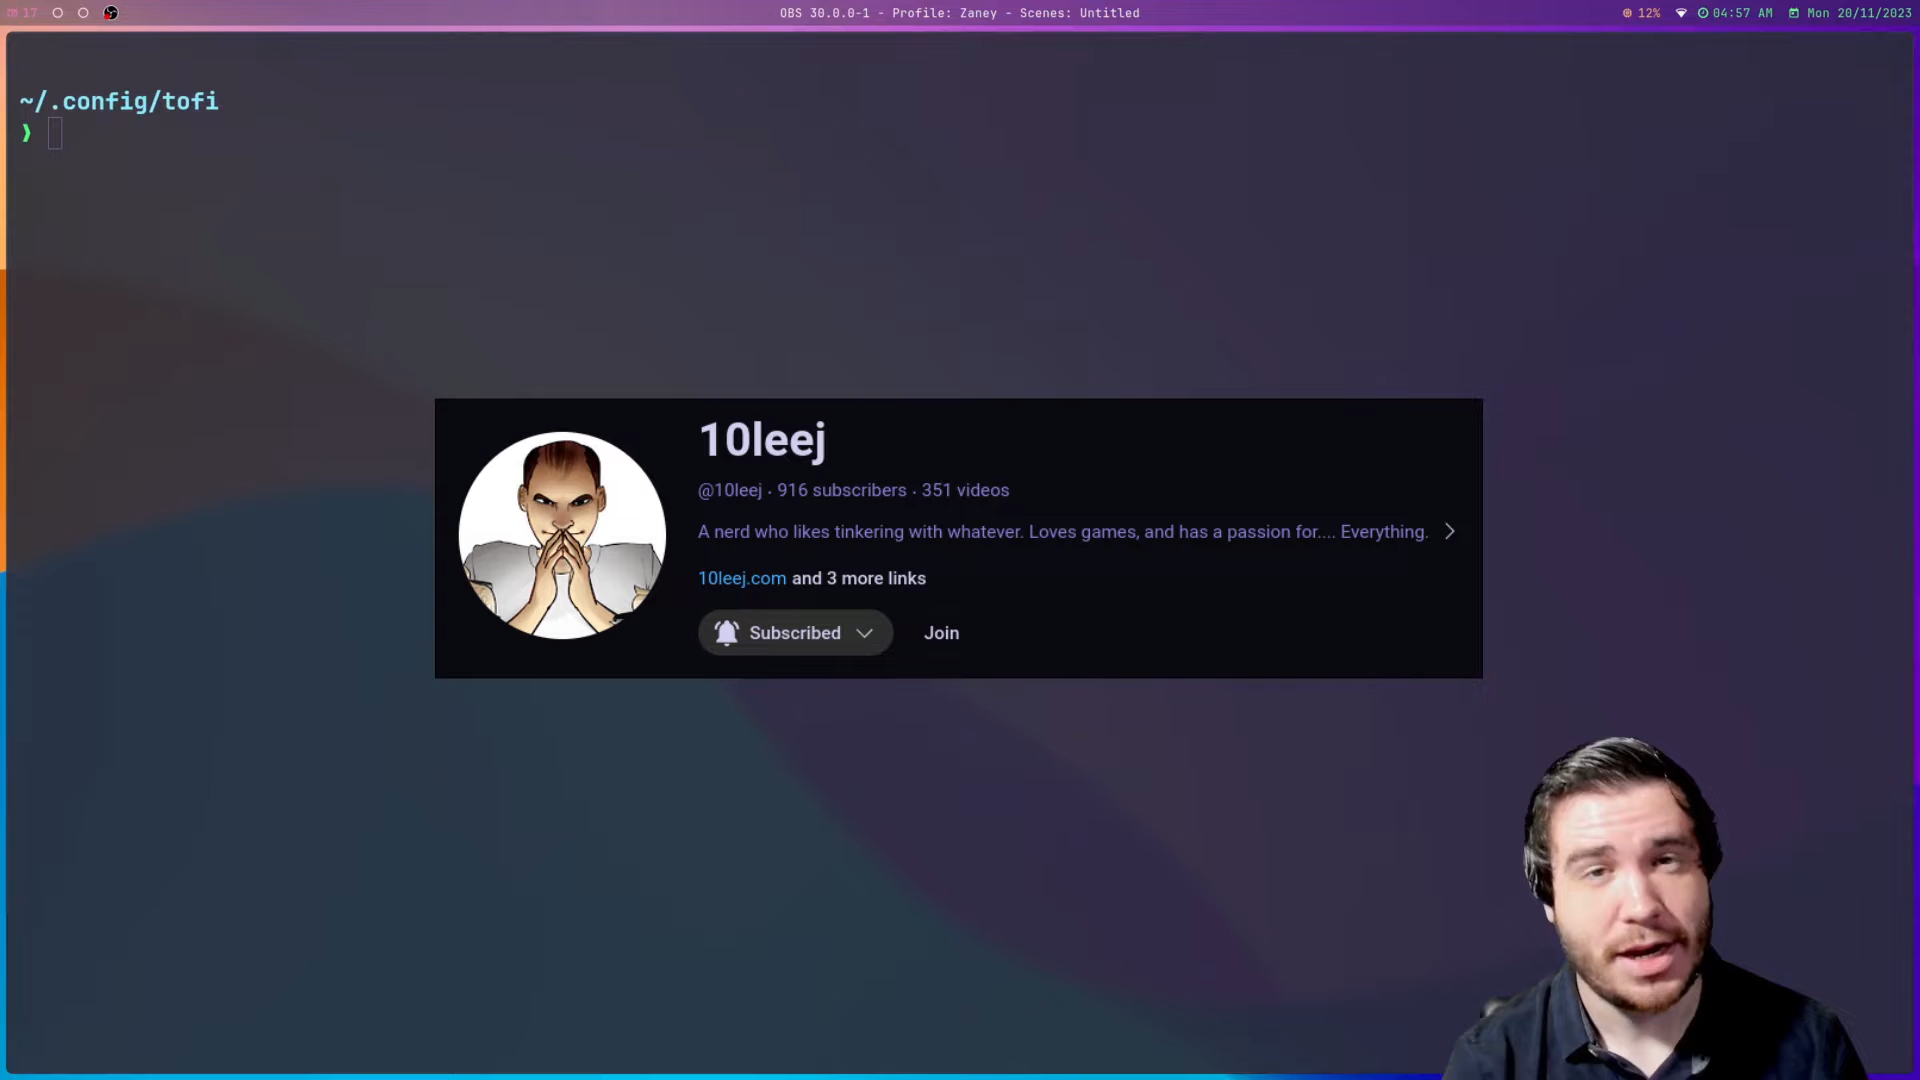 17
OBS 30.0.0-1 - Profile: Zaney - Scenes: Untitled
12% 04:57 AM Mon 20/11/2023
~/.config/tofi
❯
10leej
@10leej · 916 subscribers · 351 videos
A nerd who likes tinkering with whatever. Loves games, and has a passion for.... Everything.
10leej.com and 3 more links
Subscribed Join